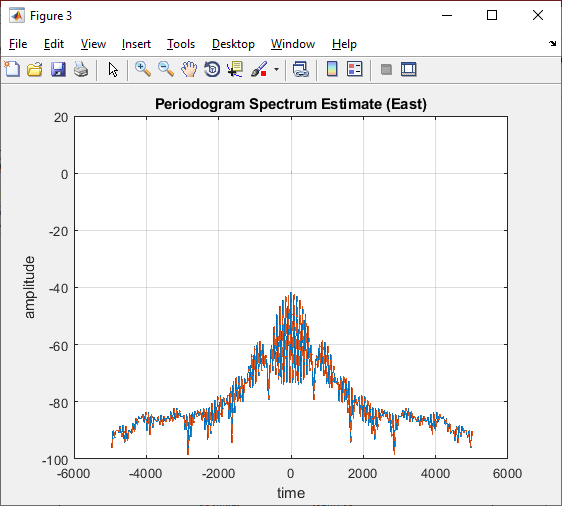 Figure 3
File Edit View Insert Tools Desktop Window Help
Periodogram Spectrum Estimate (East)
20
0
-20
-40
-60
-80
-100
amplitude
-6000 -4000 -2000 0 2000 4000 6000
time